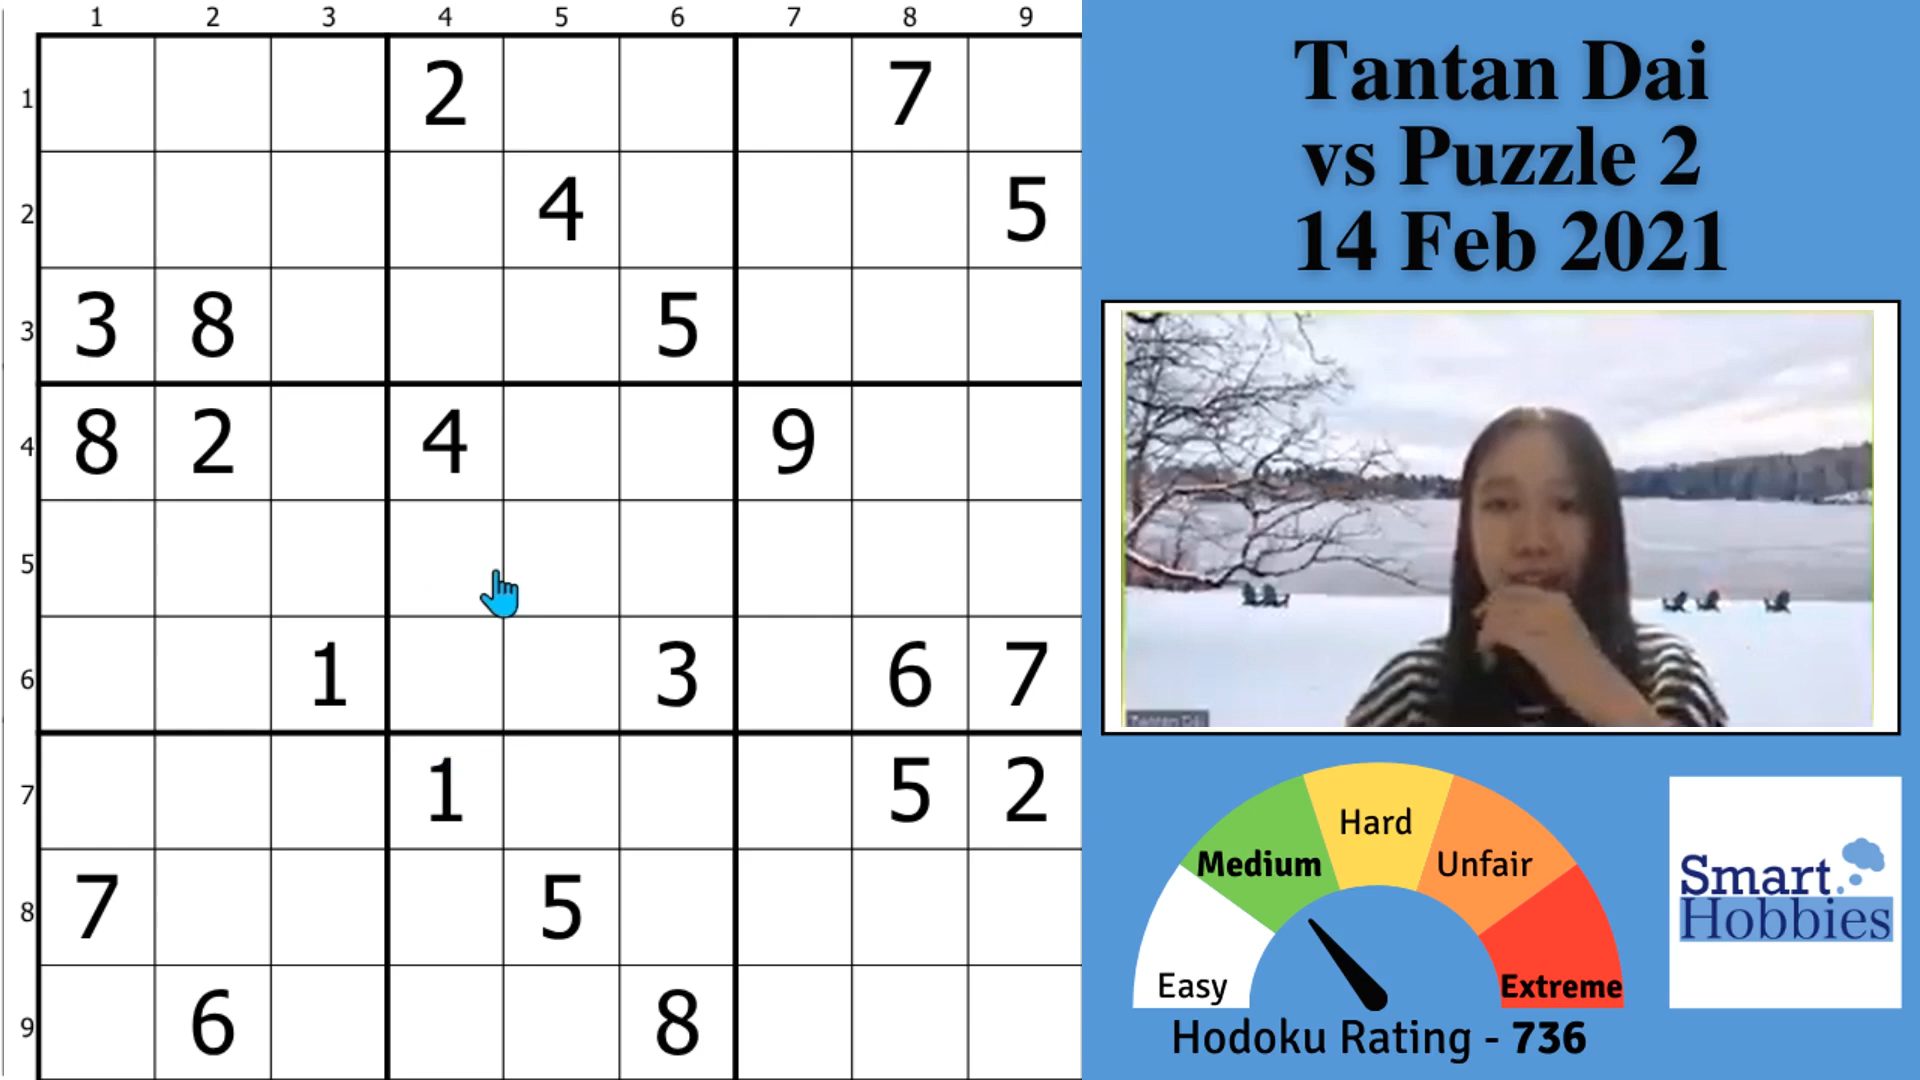 1 2 3 4 5 6 7 8 9
1 2 7
2 4 5
3 3 8 5
4 8 2 4 9
5
6 1 3 6 7
7 1 5 2
8 7 5
9 6 8
Tantan Dai
vs Puzzle 2
14 Feb 2021
Tantan Dai
Easy
Medium
Hard
Unfair
Extreme
Hodoku Rating - 736
Smart
Hobbies